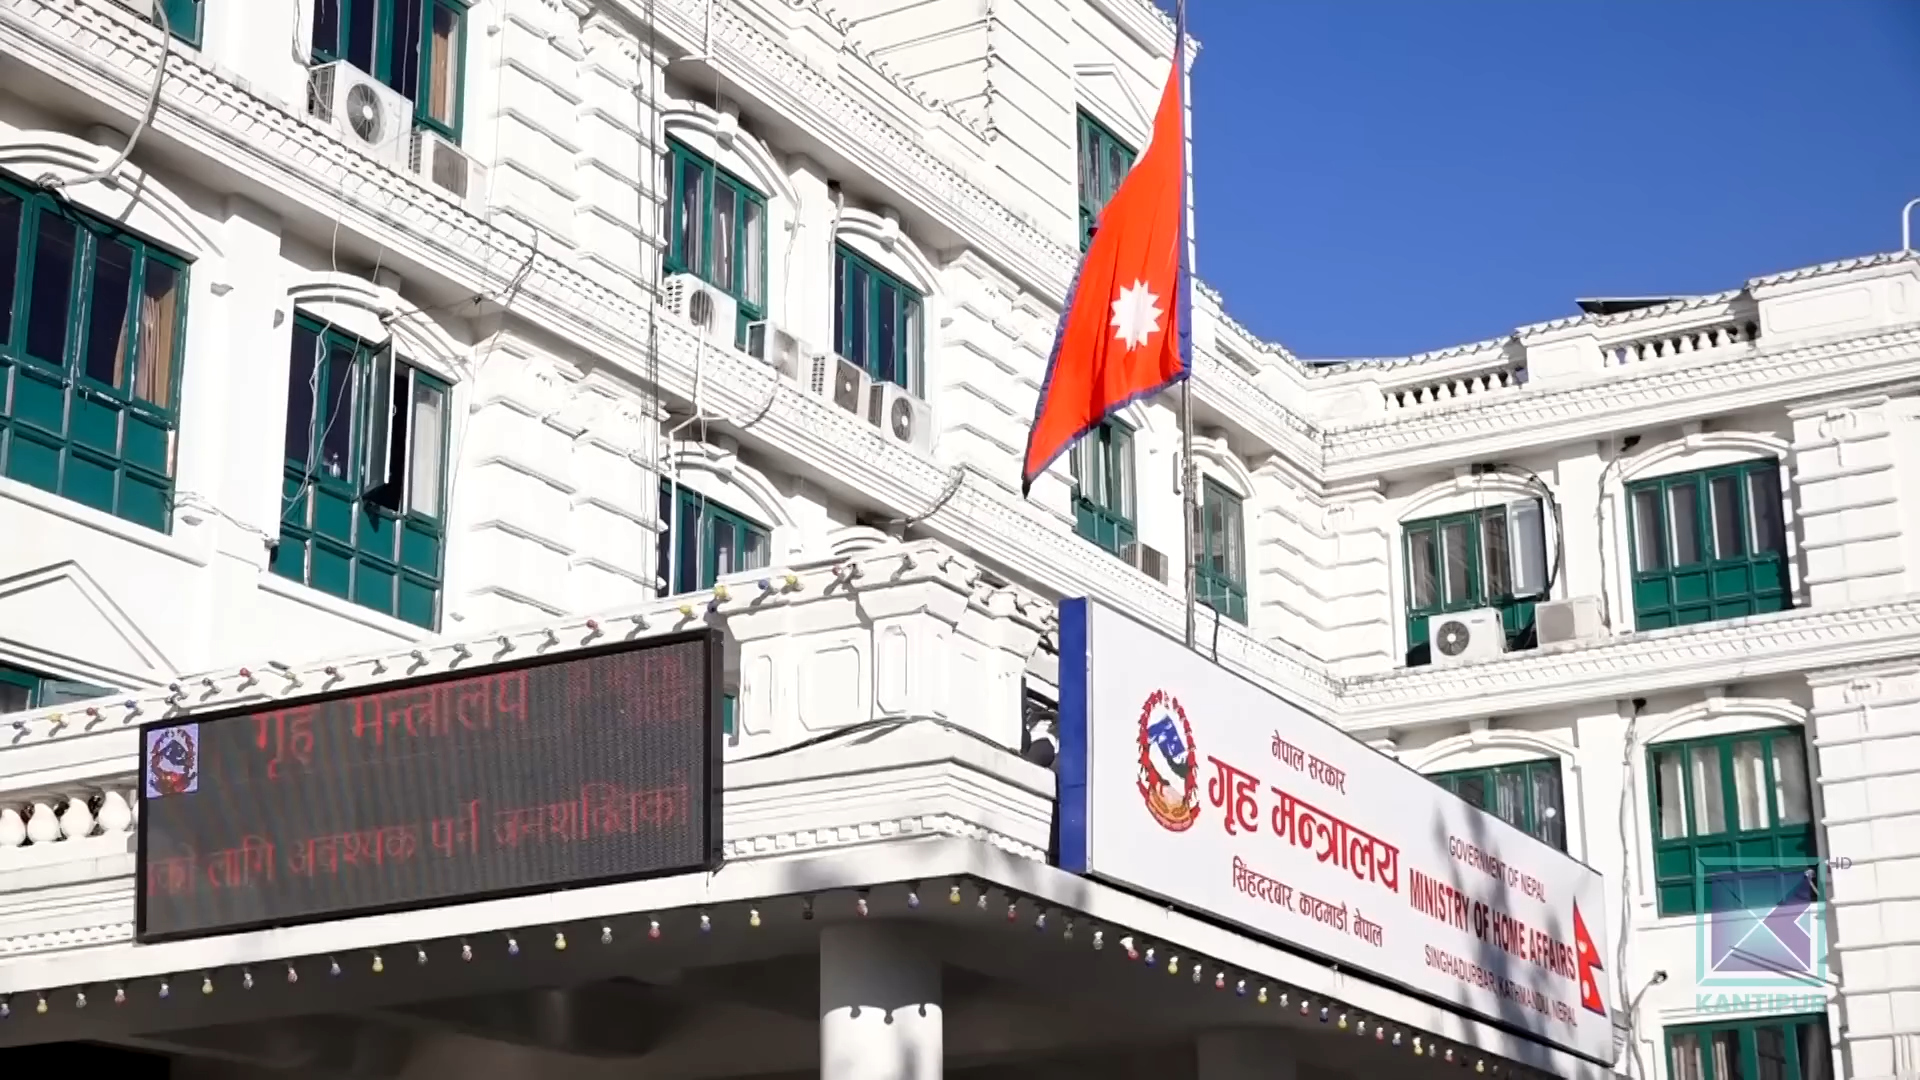 गृह मन्त्रालय
को लागि अवश्यक पर्ने जनशक्तिको
नेपाल सरकार
गृह मन्त्रालय
सिंहदरबार, काठमाडौं, नेपाल
GOVERNMENT OF NEPAL
MINISTRY OF HOME AFFAIRS
SINGHADURBAR, KATHMANDU, NEPAL
HD
KANTIPUR